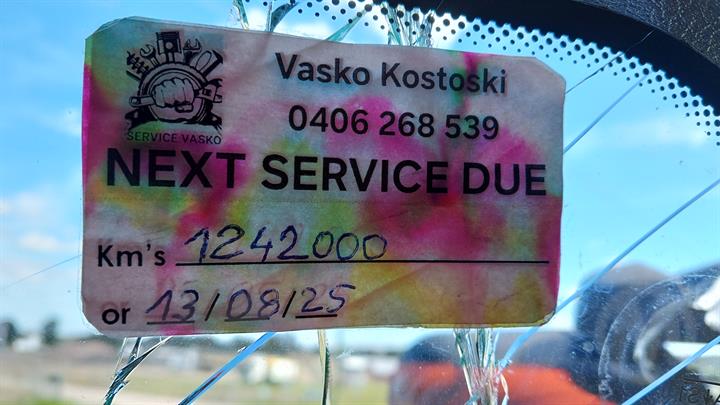 SERVICE VASKO
Vasko Kostoski
0406 268 539
NEXT SERVICE DUE
Km's 1242000
or 13/08/25